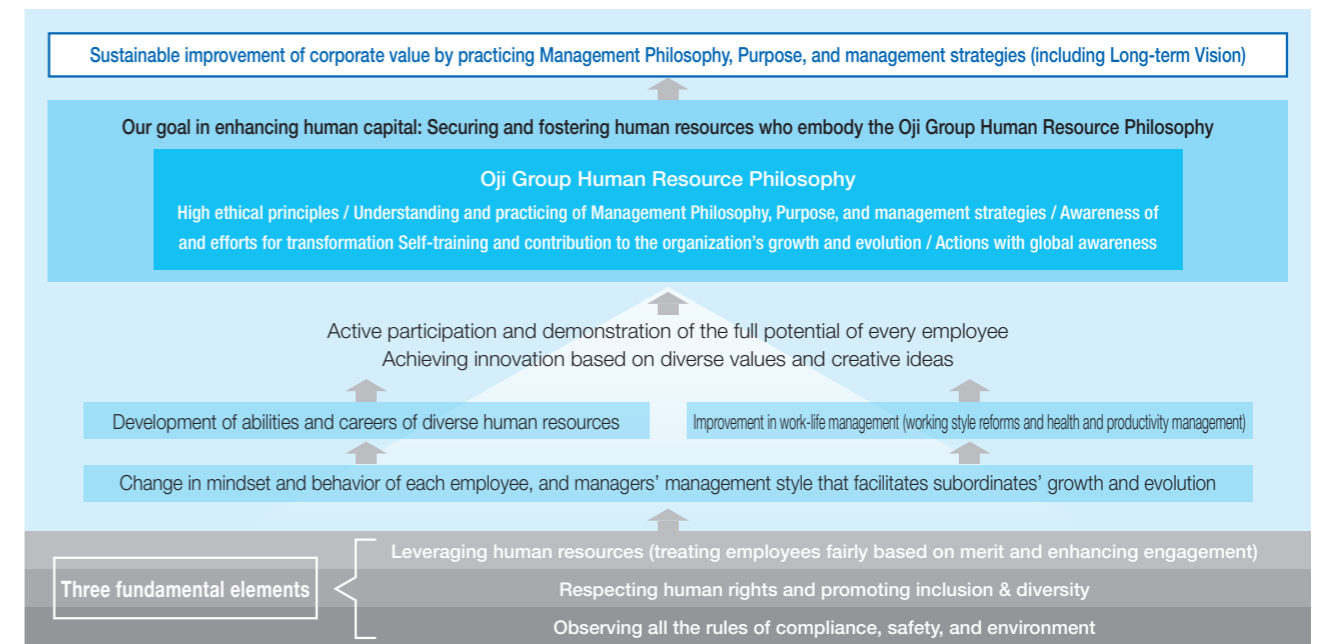 Sustainable improvement of corporate value by practicing Management Philosophy, Purpose, and management strategies (including Long-term Vision)
Our goal in enhancing human capital: Securing and fostering human resources who embody the Oji Group Human Resource Philosophy
Oji Group Human Resource Philosophy
High ethical principles / Understanding and practicing of Management Philosophy, Purpose, and management strategies / Awareness of
and efforts for transformation Self-training and contribution to the organization's growth and evolution / Actions with global awareness
Active participation and demonstration of the full potential of every employee
Achieving innovation based on diverse values and creative ideas
Development of abilities and careers of diverse human resources
Improvement in work-life management (working style reforms and health and productivity management)
Change in mindset and behavior of each employee, and managers' management style that facilitates subordinates' growth and evolution
Three fundamental elements
Leveraging human resources (treating employees fairly based on merit and enhancing engagement)
Respecting human rights and promoting inclusion & diversity
Observing all the rules of compliance, safety, and environment